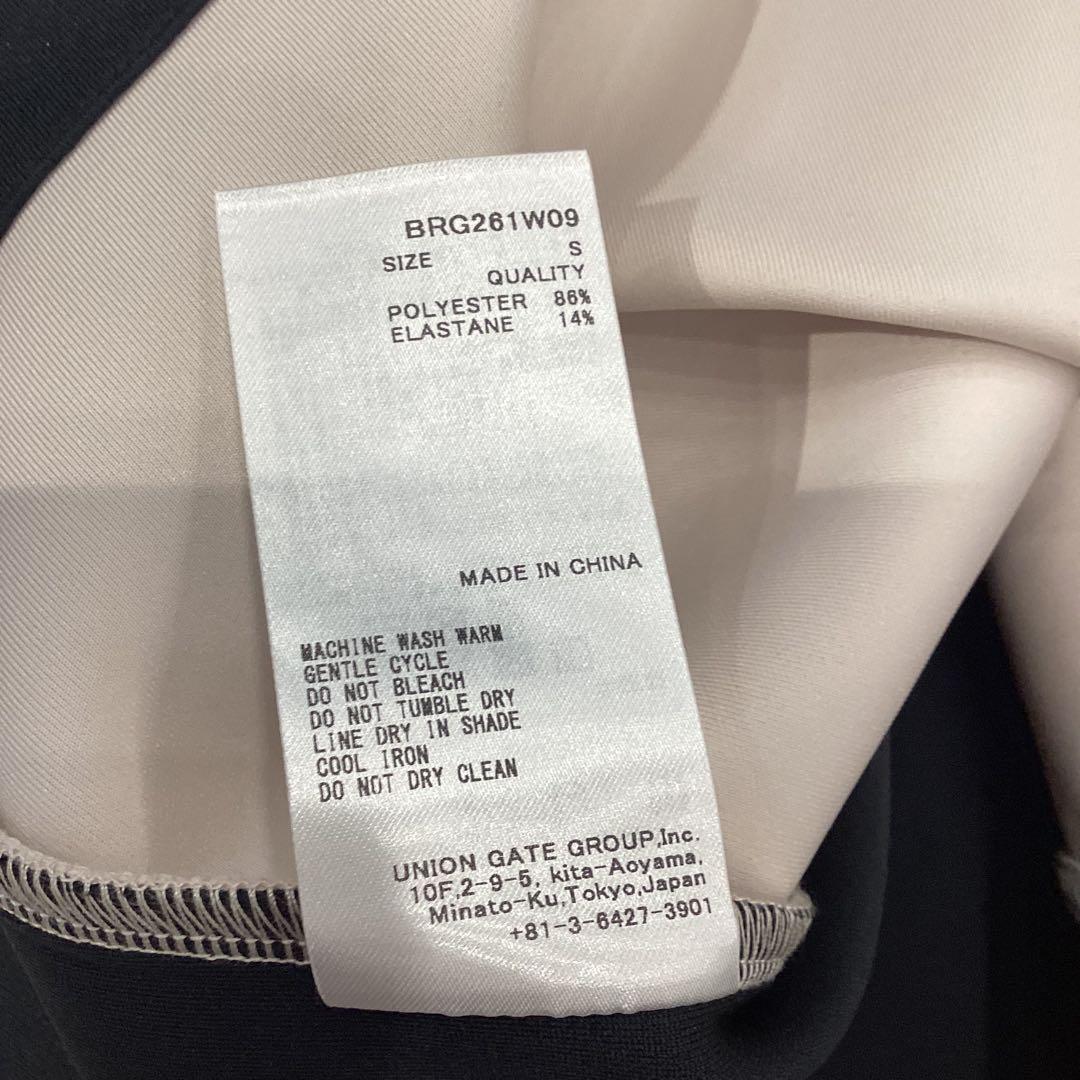 BRG261W09
SIZE S
QUALITY
POLYESTER 86%
ELASTANE 14%
MADE IN CHINA
MACHINE WASH WARM
GENTLE CYCLE
DO NOT BLEACH
DO NOT TUMBLE DRY
LINE DRY IN SHADE
COOL IRON
DO NOT DRY CLEAN
UNION GATE GROUP,Inc.
10F,2-9-5, kita-Aoyama,
Minato-Ku,Tokyo,Japan
+81-3-6427-3901